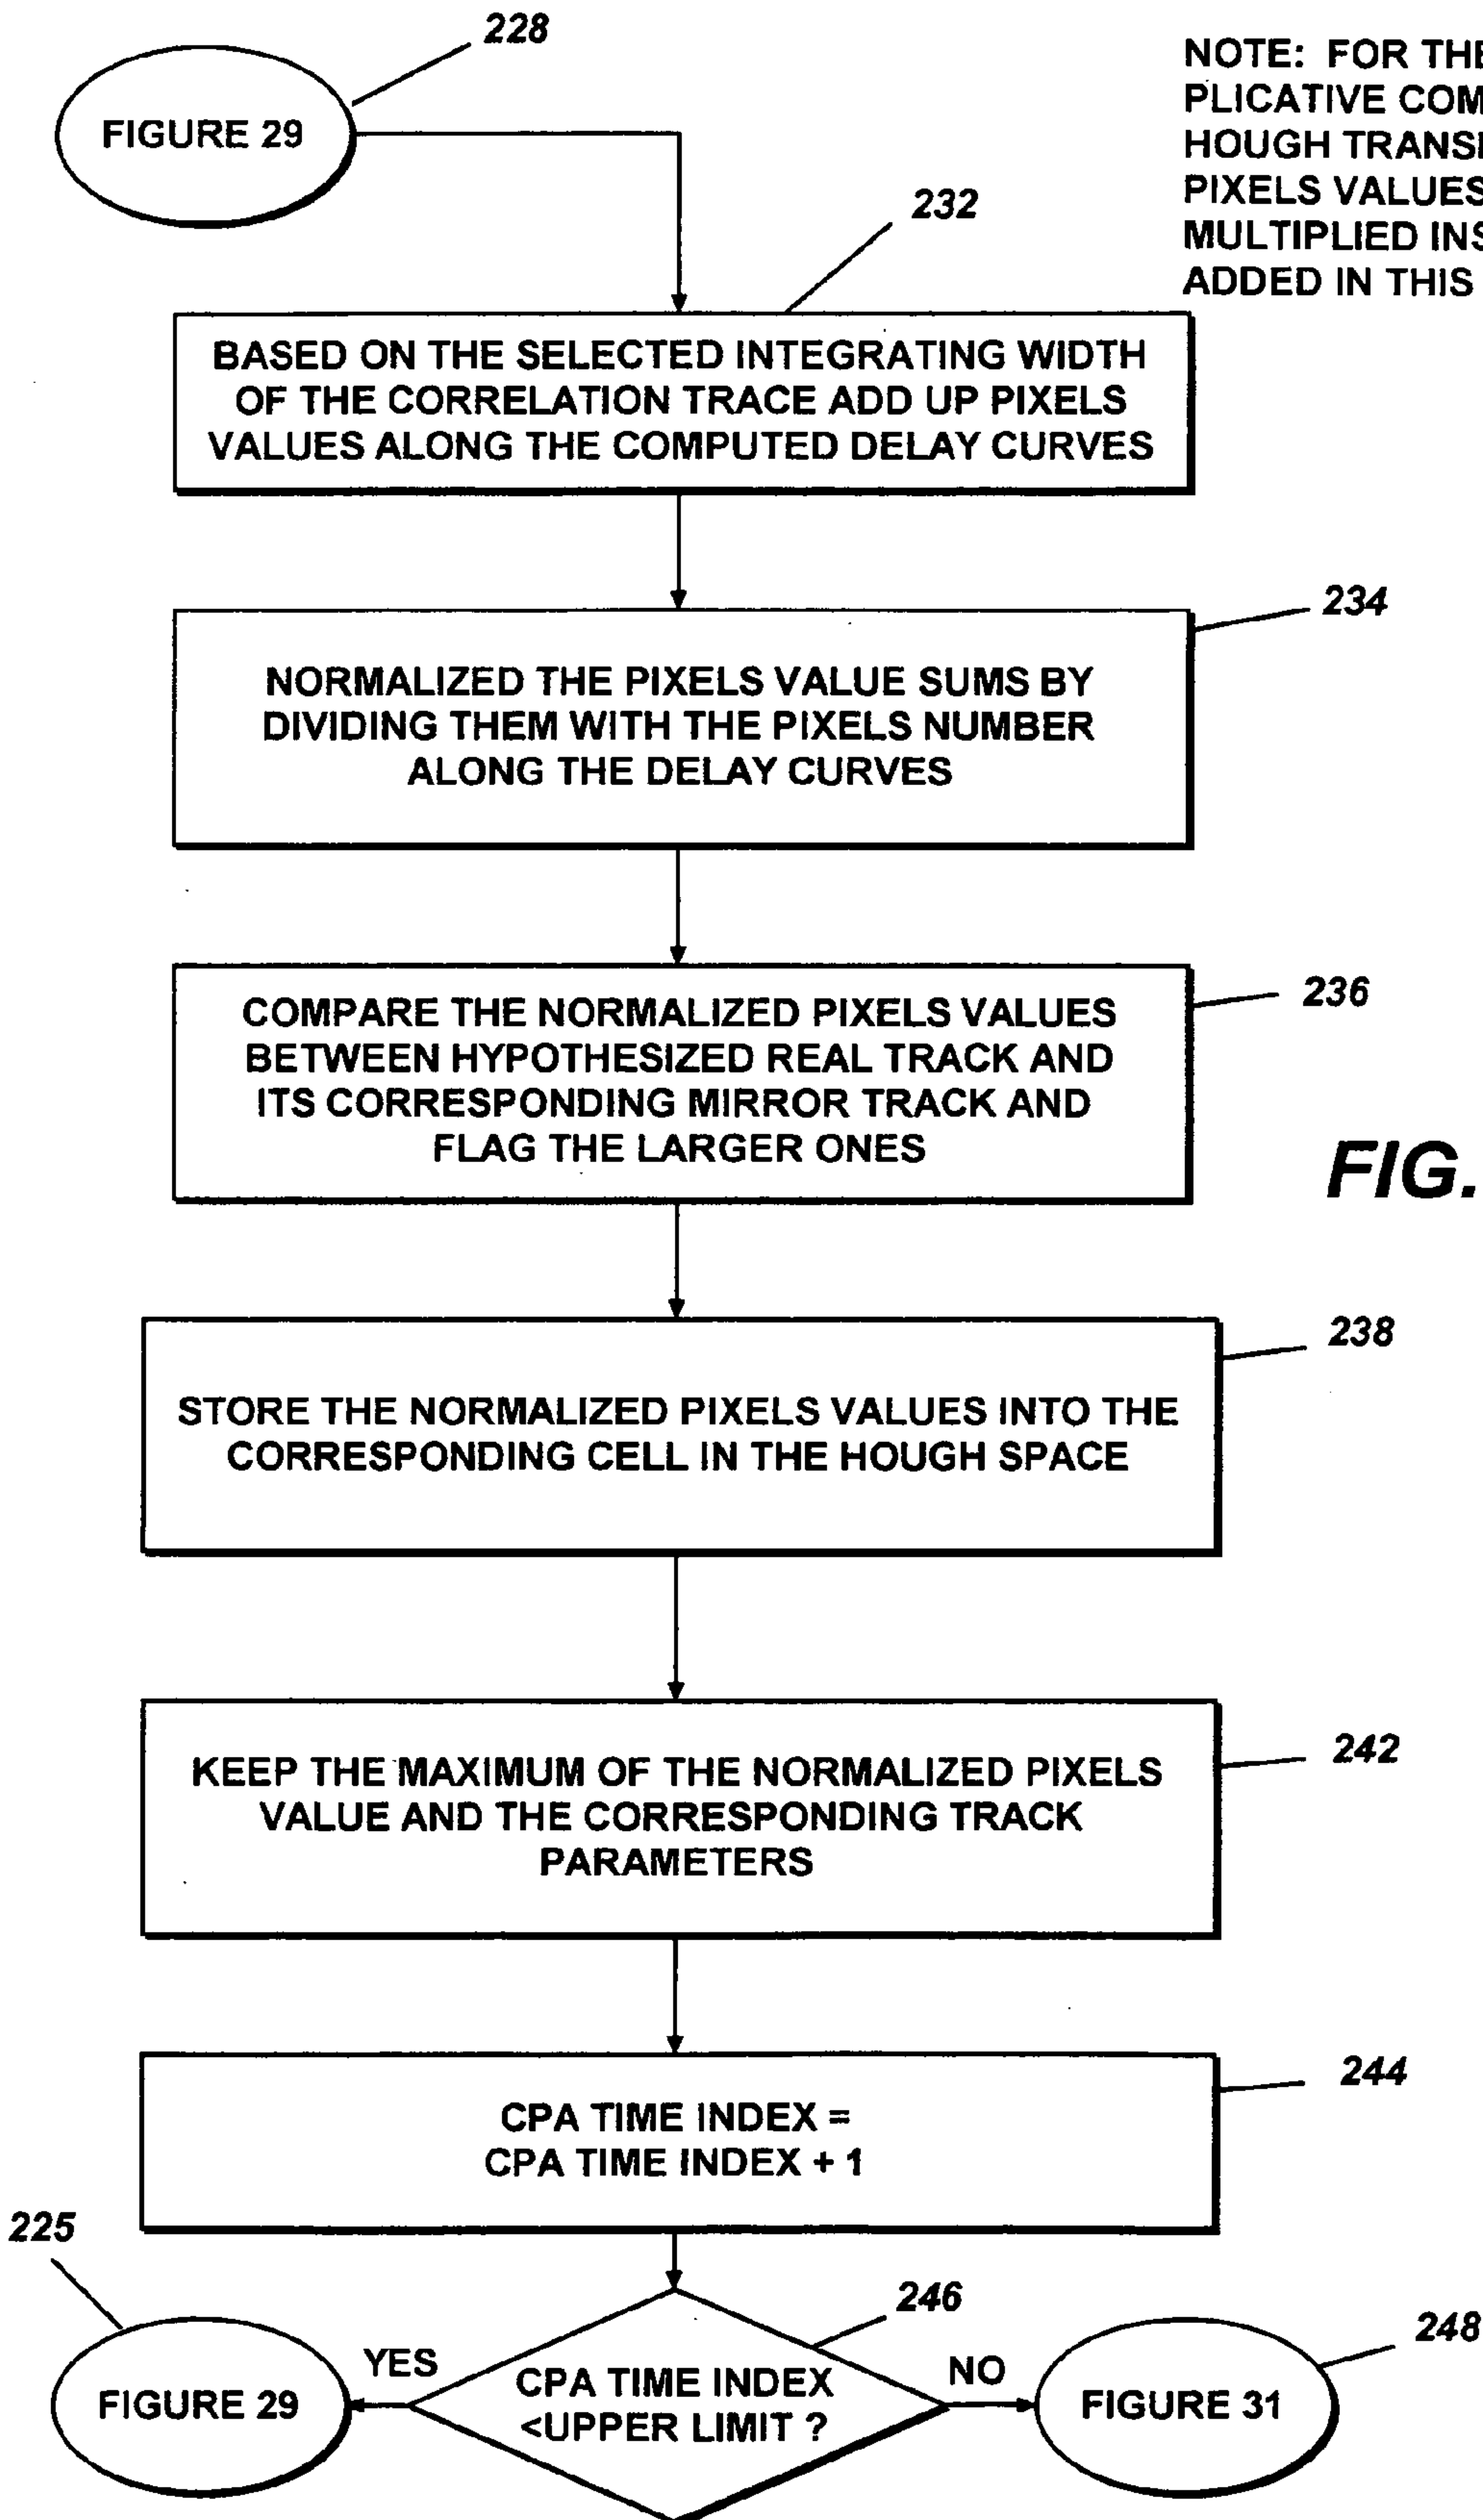 228
FIGURE 29
NOTE: FOR THE
PLICATIVE COM
HOUGH TRANS
PIXELS VALUES
MULTIPLIED INS
ADDED IN THIS
232
BASED ON THE SELECTED INTEGRATING WIDTH
OF THE CORRELATION TRACE ADD UP PIXELS
VALUES ALONG THE COMPUTED DELAY CURVES
234
NORMALIZED THE PIXELS VALUE SUMS BY
DIVIDING THEM WITH THE PIXELS NUMBER
ALONG THE DELAY CURVES
236
COMPARE THE NORMALIZED PIXELS VALUES
BETWEEN HYPOTHESIZED REAL TRACK AND
ITS CORRESPONDING MIRROR TRACK AND
FLAG THE LARGER ONES
FIG.
238
STORE THE NORMALIZED PIXELS VALUES INTO THE
CORRESPONDING CELL IN THE HOUGH SPACE
242
KEEP THE MAXIMUM OF THE NORMALIZED PIXELS
VALUE AND THE CORRESPONDING TRACK
PARAMETERS
244
CPA TIME INDEX =
CPA TIME INDEX + 1
225
246
248
YES
NO
FIGURE 29
CPA TIME INDEX
<UPPER LIMIT ?
FIGURE 31